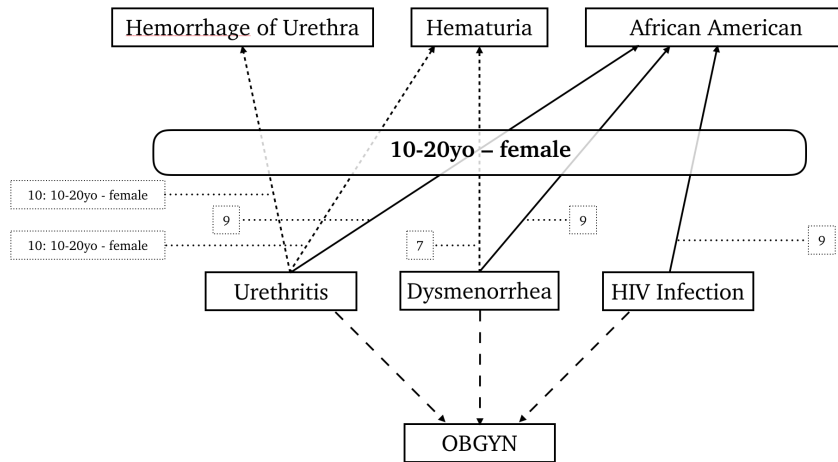 Hemorrhage of Urethra
Hematuria
African American
10-20yo – female
10: 10-20yo - female
9
9
10: 10-20yo - female
7
9
Urethritis
Dysmenorrhea
HIV Infection
OBGYN